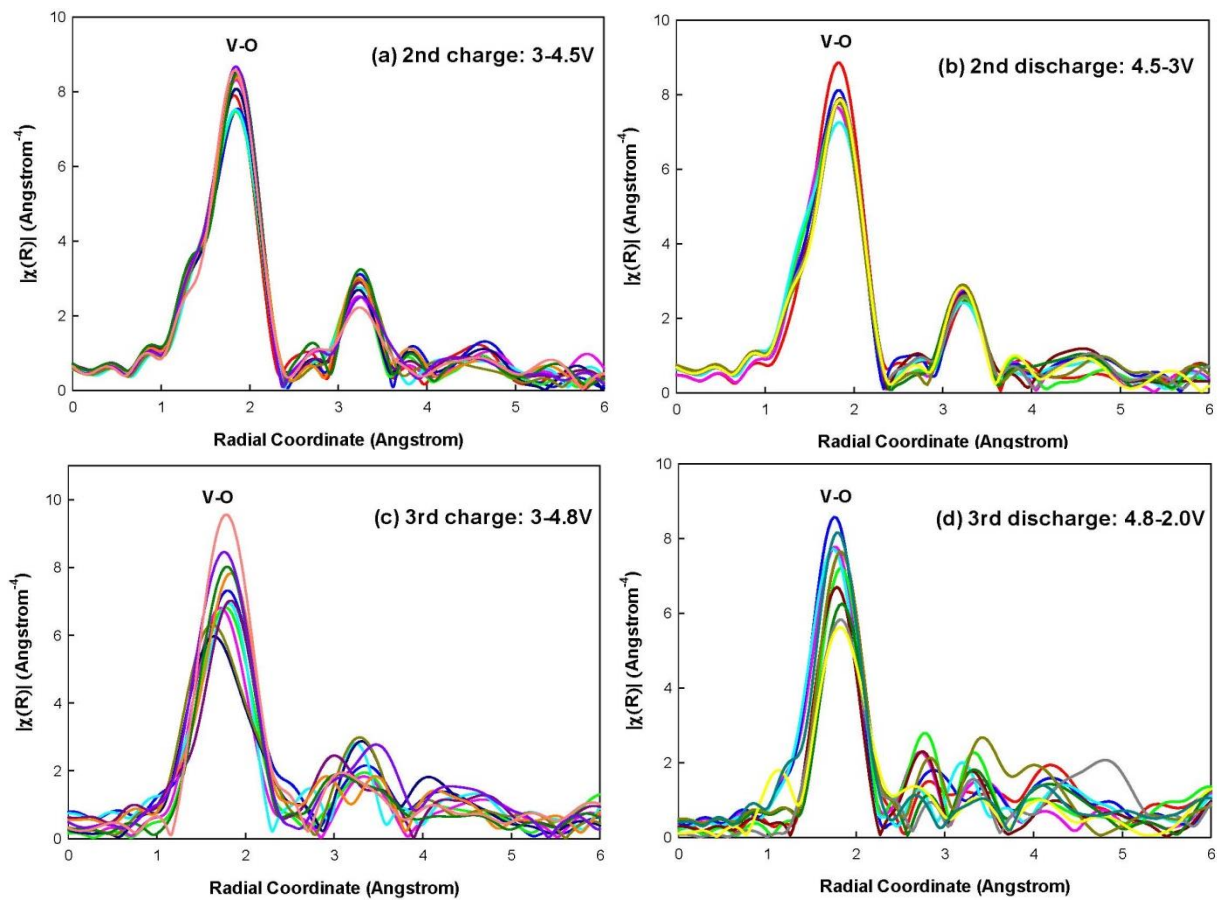 10
V-O
(a) 2nd charge: 3-4.5V
8
6
4
2
0
0 1 2 3 4 5 6
|χ(R)| (Angstrom⁻⁴)
Radial Coordinate (Angstrom)
10
V-O
(b) 2nd discharge: 4.5-3V
8
6
4
2
0
0 1 2 3 4 5 6
|χ(R)| (Angstrom⁻⁴)
Radial Coordinate (Angstrom)
10
V-O
(c) 3rd charge: 3-4.8V
8
6
4
2
0
0 1 2 3 4 5 6
|χ(R)| (Angstrom⁻⁴)
Radial Coordinate (Angstrom)
10
V-O
(d) 3rd discharge: 4.8-2.0V
8
6
4
2
0
0 1 2 3 4 5 6
|χ(R)| (Angstrom⁻⁴)
Radial Coordinate (Angstrom)